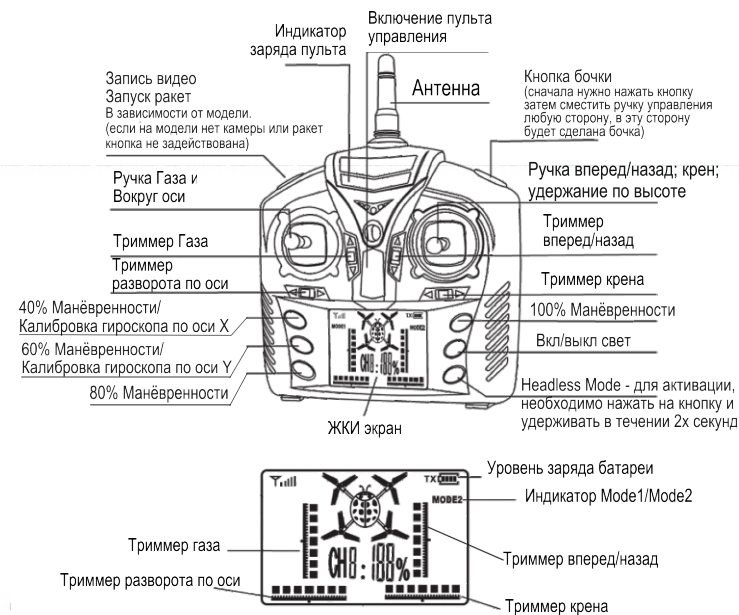 Включение пульта
управления
Индикатор
заряда пульта
Антенна
Запись видео
Запуск ракет
В зависимости от модели.
(если на модели нет камеры или ракет
кнопка не задействована)
Кнопка бочки
(сначала нужно нажать кнопку
затем сместить ручку управления
любую сторону, в эту сторону
будет сделана бочка)
Ручка Газа и
Вокруг оси
Ручка вперед/назад; крен;
удержание по высоте
Триммер Газа
Триммер
вперед/назад
Триммер
разворота по оси
Триммер крена
40% Манёвренности/
Калибровка гироскопа по оси X
100% Манёвренности
60% Манёвренности/
Калибровка гироскопа по оси Y
Вкл/выкл свет
80% Манёвренности
Headless Mode - для активации,
необходимо нажать на кнопку и
удерживать в течении 2х секунд
TX
MODE1 MODE2
CH8:188%
ЖКИ экран
TX
MODE2
CH8:188%
Уровень заряда батареи
Индикатор Mode1/Mode2
Триммер газа
Триммер вперед/назад
Триммер разворота по оси
Триммер крена